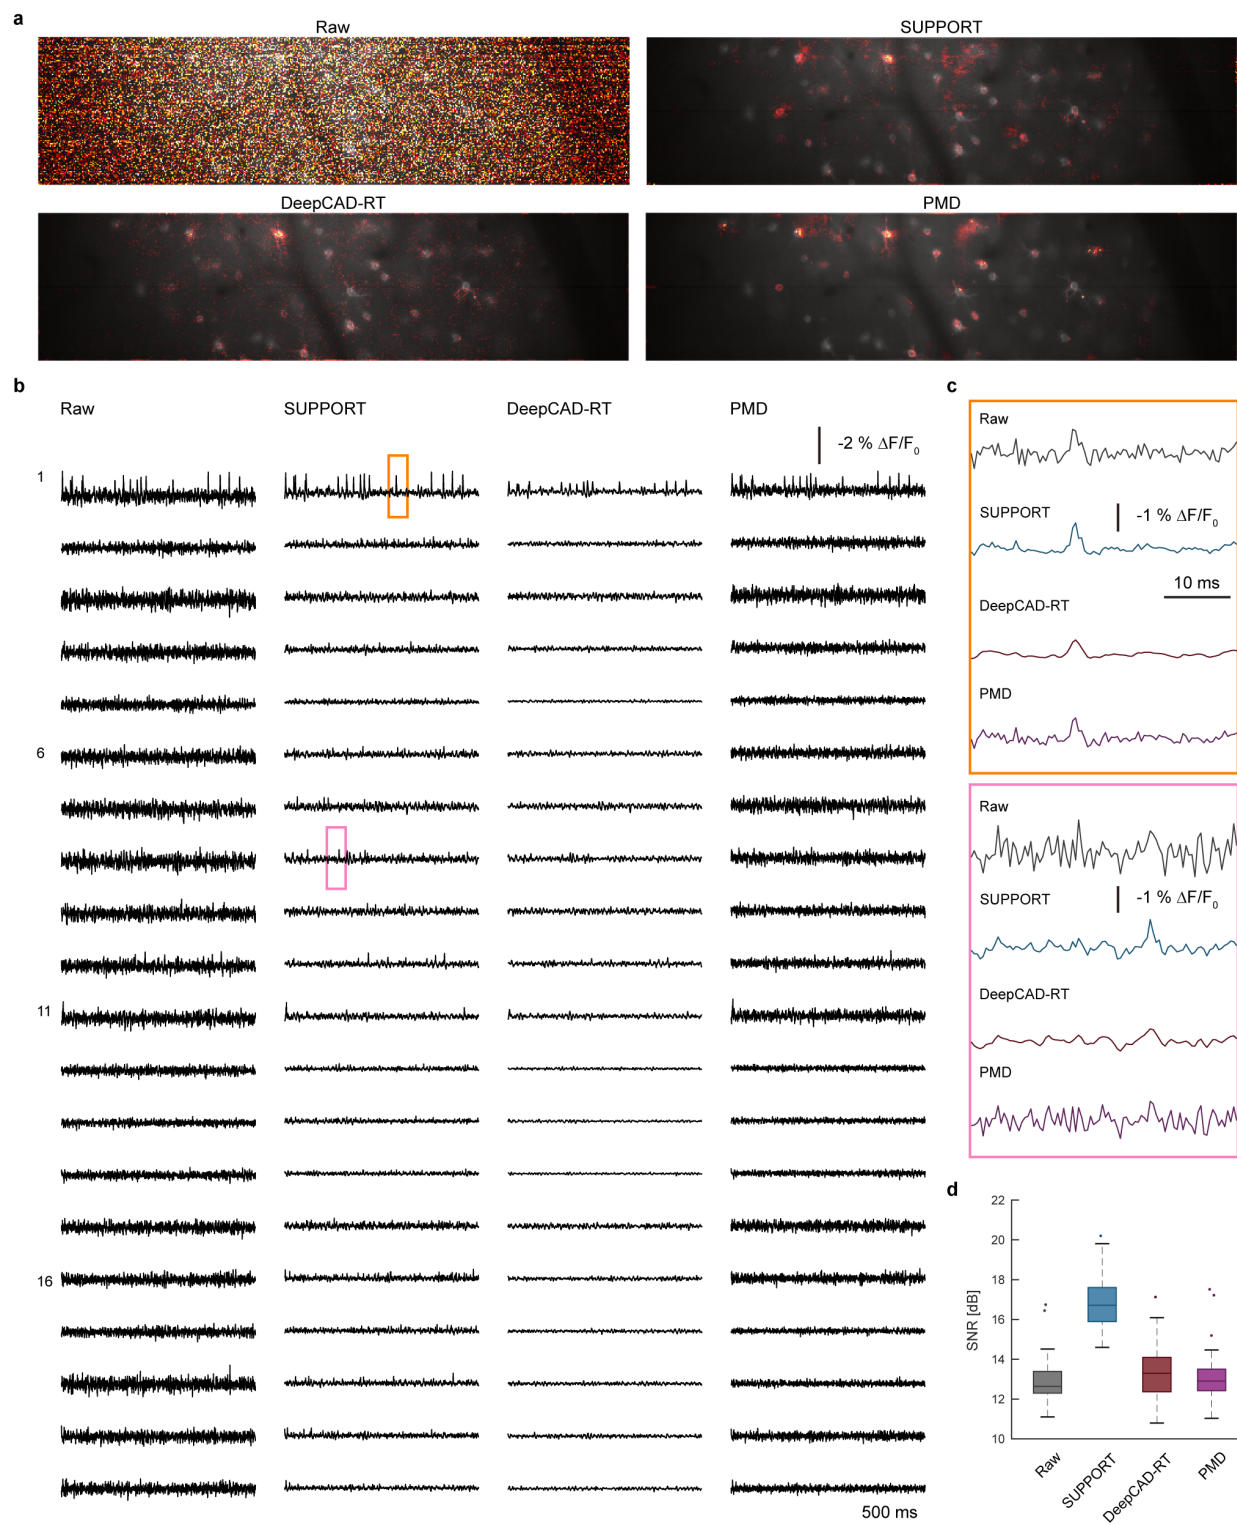 a
Raw
SUPPORT
DeepCAD-RT
PMD
b
Raw
SUPPORT
DeepCAD-RT
PMD
-2 % ΔF/F0
1
6
11
16
500 ms
c
Raw
SUPPORT
-1 % ΔF/F0
10 ms
DeepCAD-RT
PMD
Raw
SUPPORT
-1 % ΔF/F0
DeepCAD-RT
PMD
d
22
20
18
16
14
12
10
SNR [dB]
Raw
SUPPORT
DeepCAD-RT
PMD